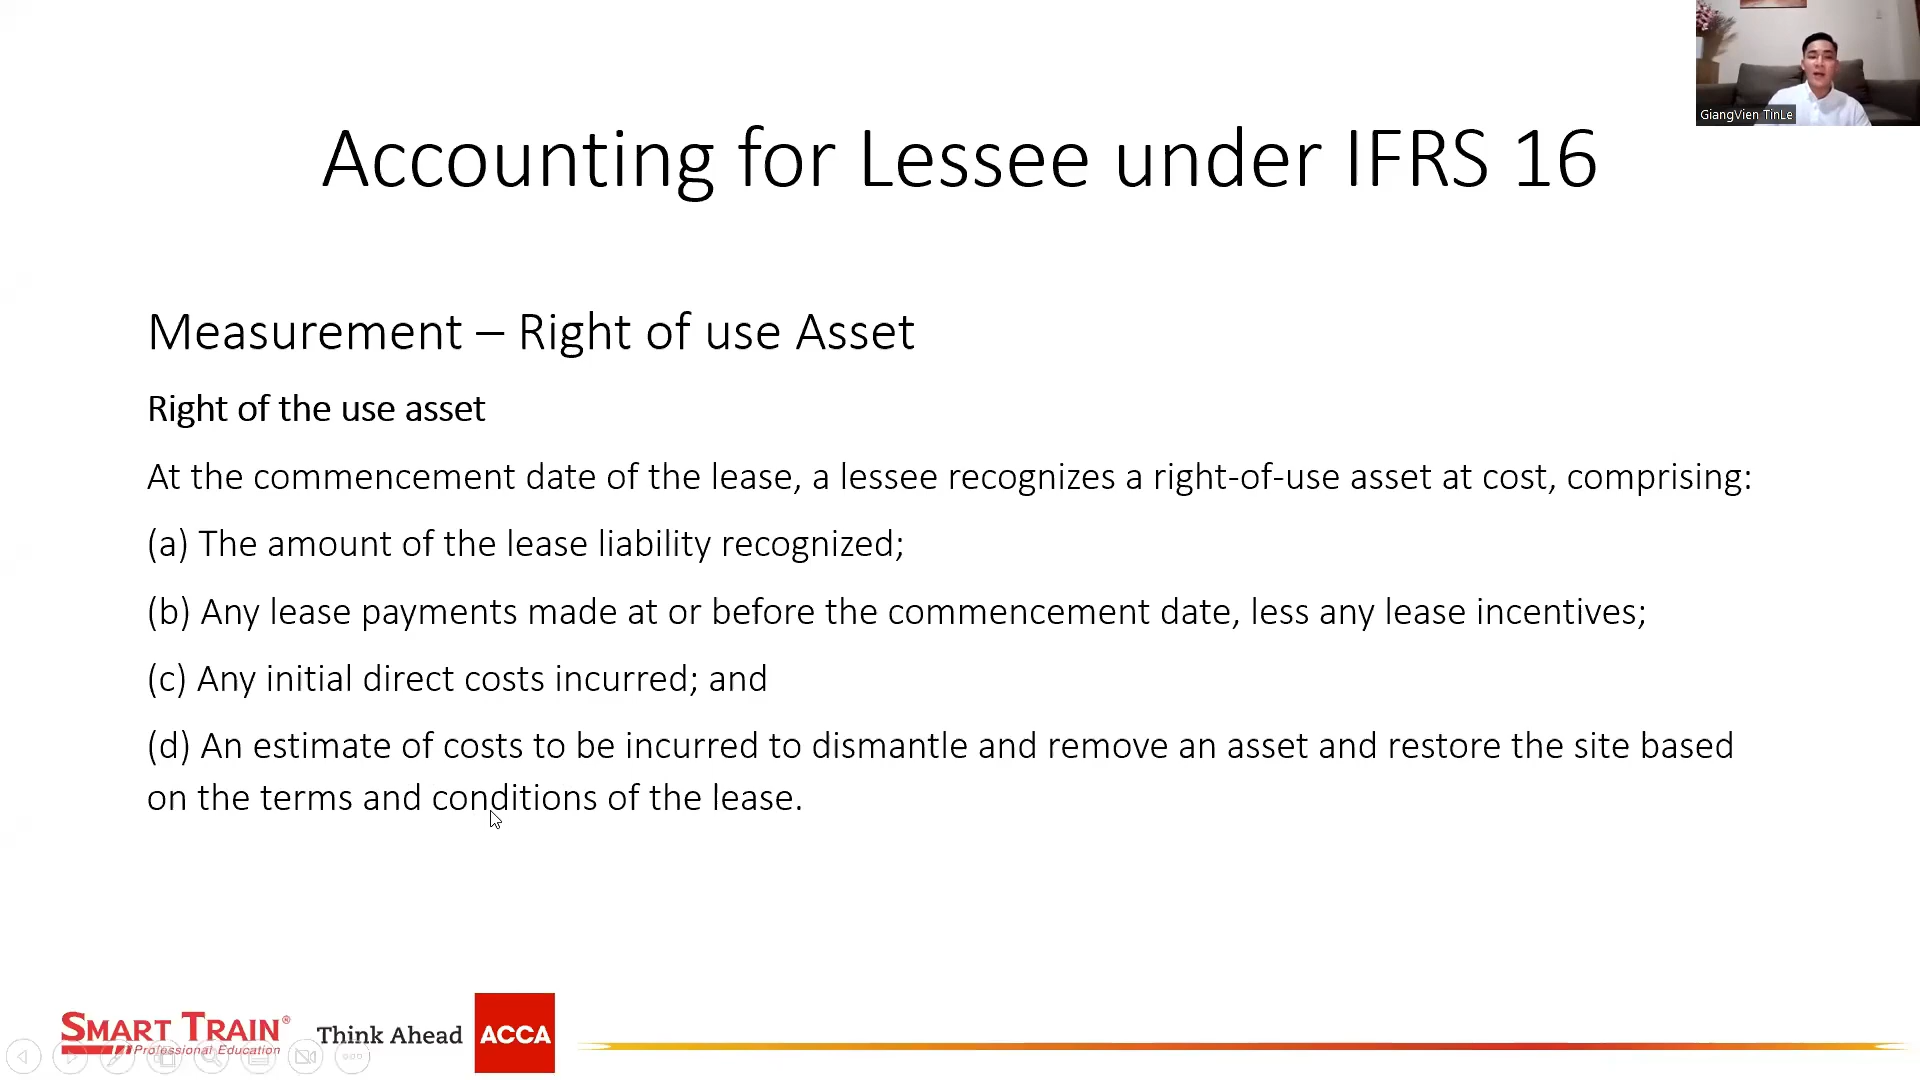 GiangVien TinLe
Accounting for Lessee under IFRS 16
Measurement – Right of use Asset
Right of the use asset
At the commencement date of the lease, a lessee recognizes a right-of-use asset at cost, comprising:
(a) The amount of the lease liability recognized;
(b) Any lease payments made at or before the commencement date, less any lease incentives;
(c) Any initial direct costs incurred; and
(d) An estimate of costs to be incurred to dismantle and remove an asset and restore the site based
on the terms and conditions of the lease.
SMART TRAIN®
Professional Education
Think Ahead
ACCA